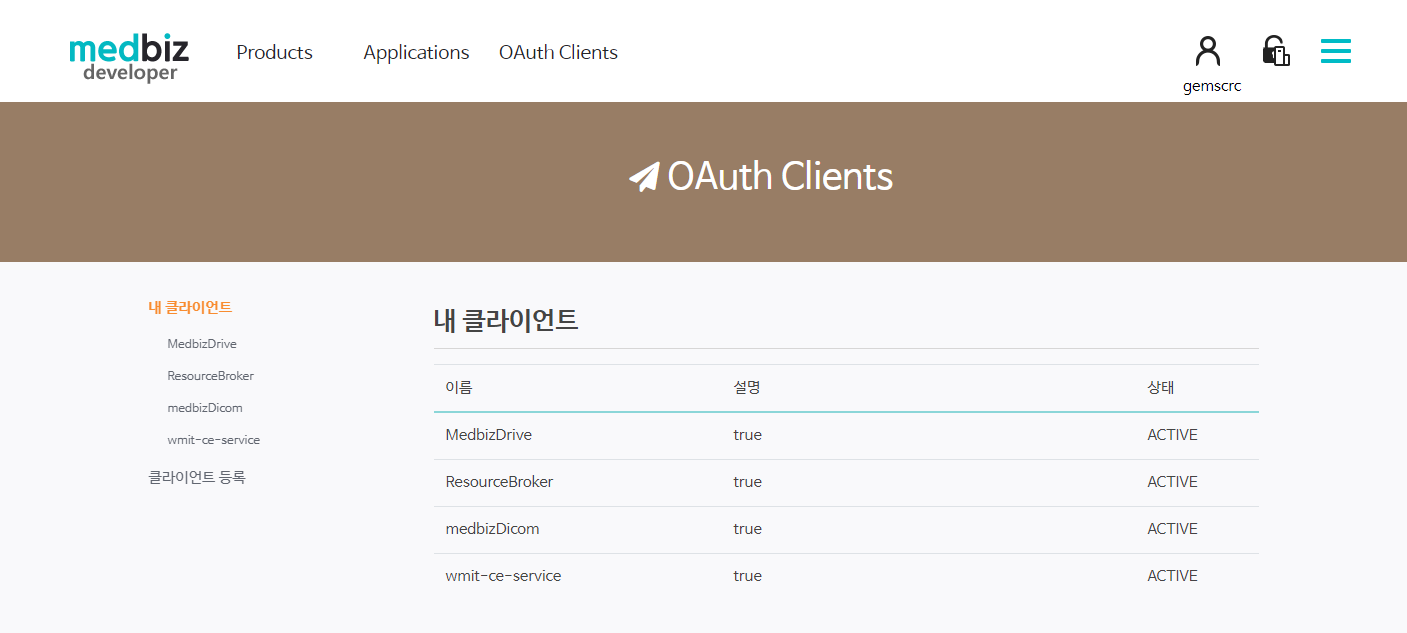 medbiz
developer
Products Applications OAuth Clients
gemscrc
OAuth Clients
내 클라이언트
MedbizDrive
ResourceBroker
medbizDicom
wmit-ce-service
클라이언트 등록
내 클라이언트
이름 설명 상태
MedbizDrive true ACTIVE
ResourceBroker true ACTIVE
medbizDicom true ACTIVE
wmit-ce-service true ACTIVE